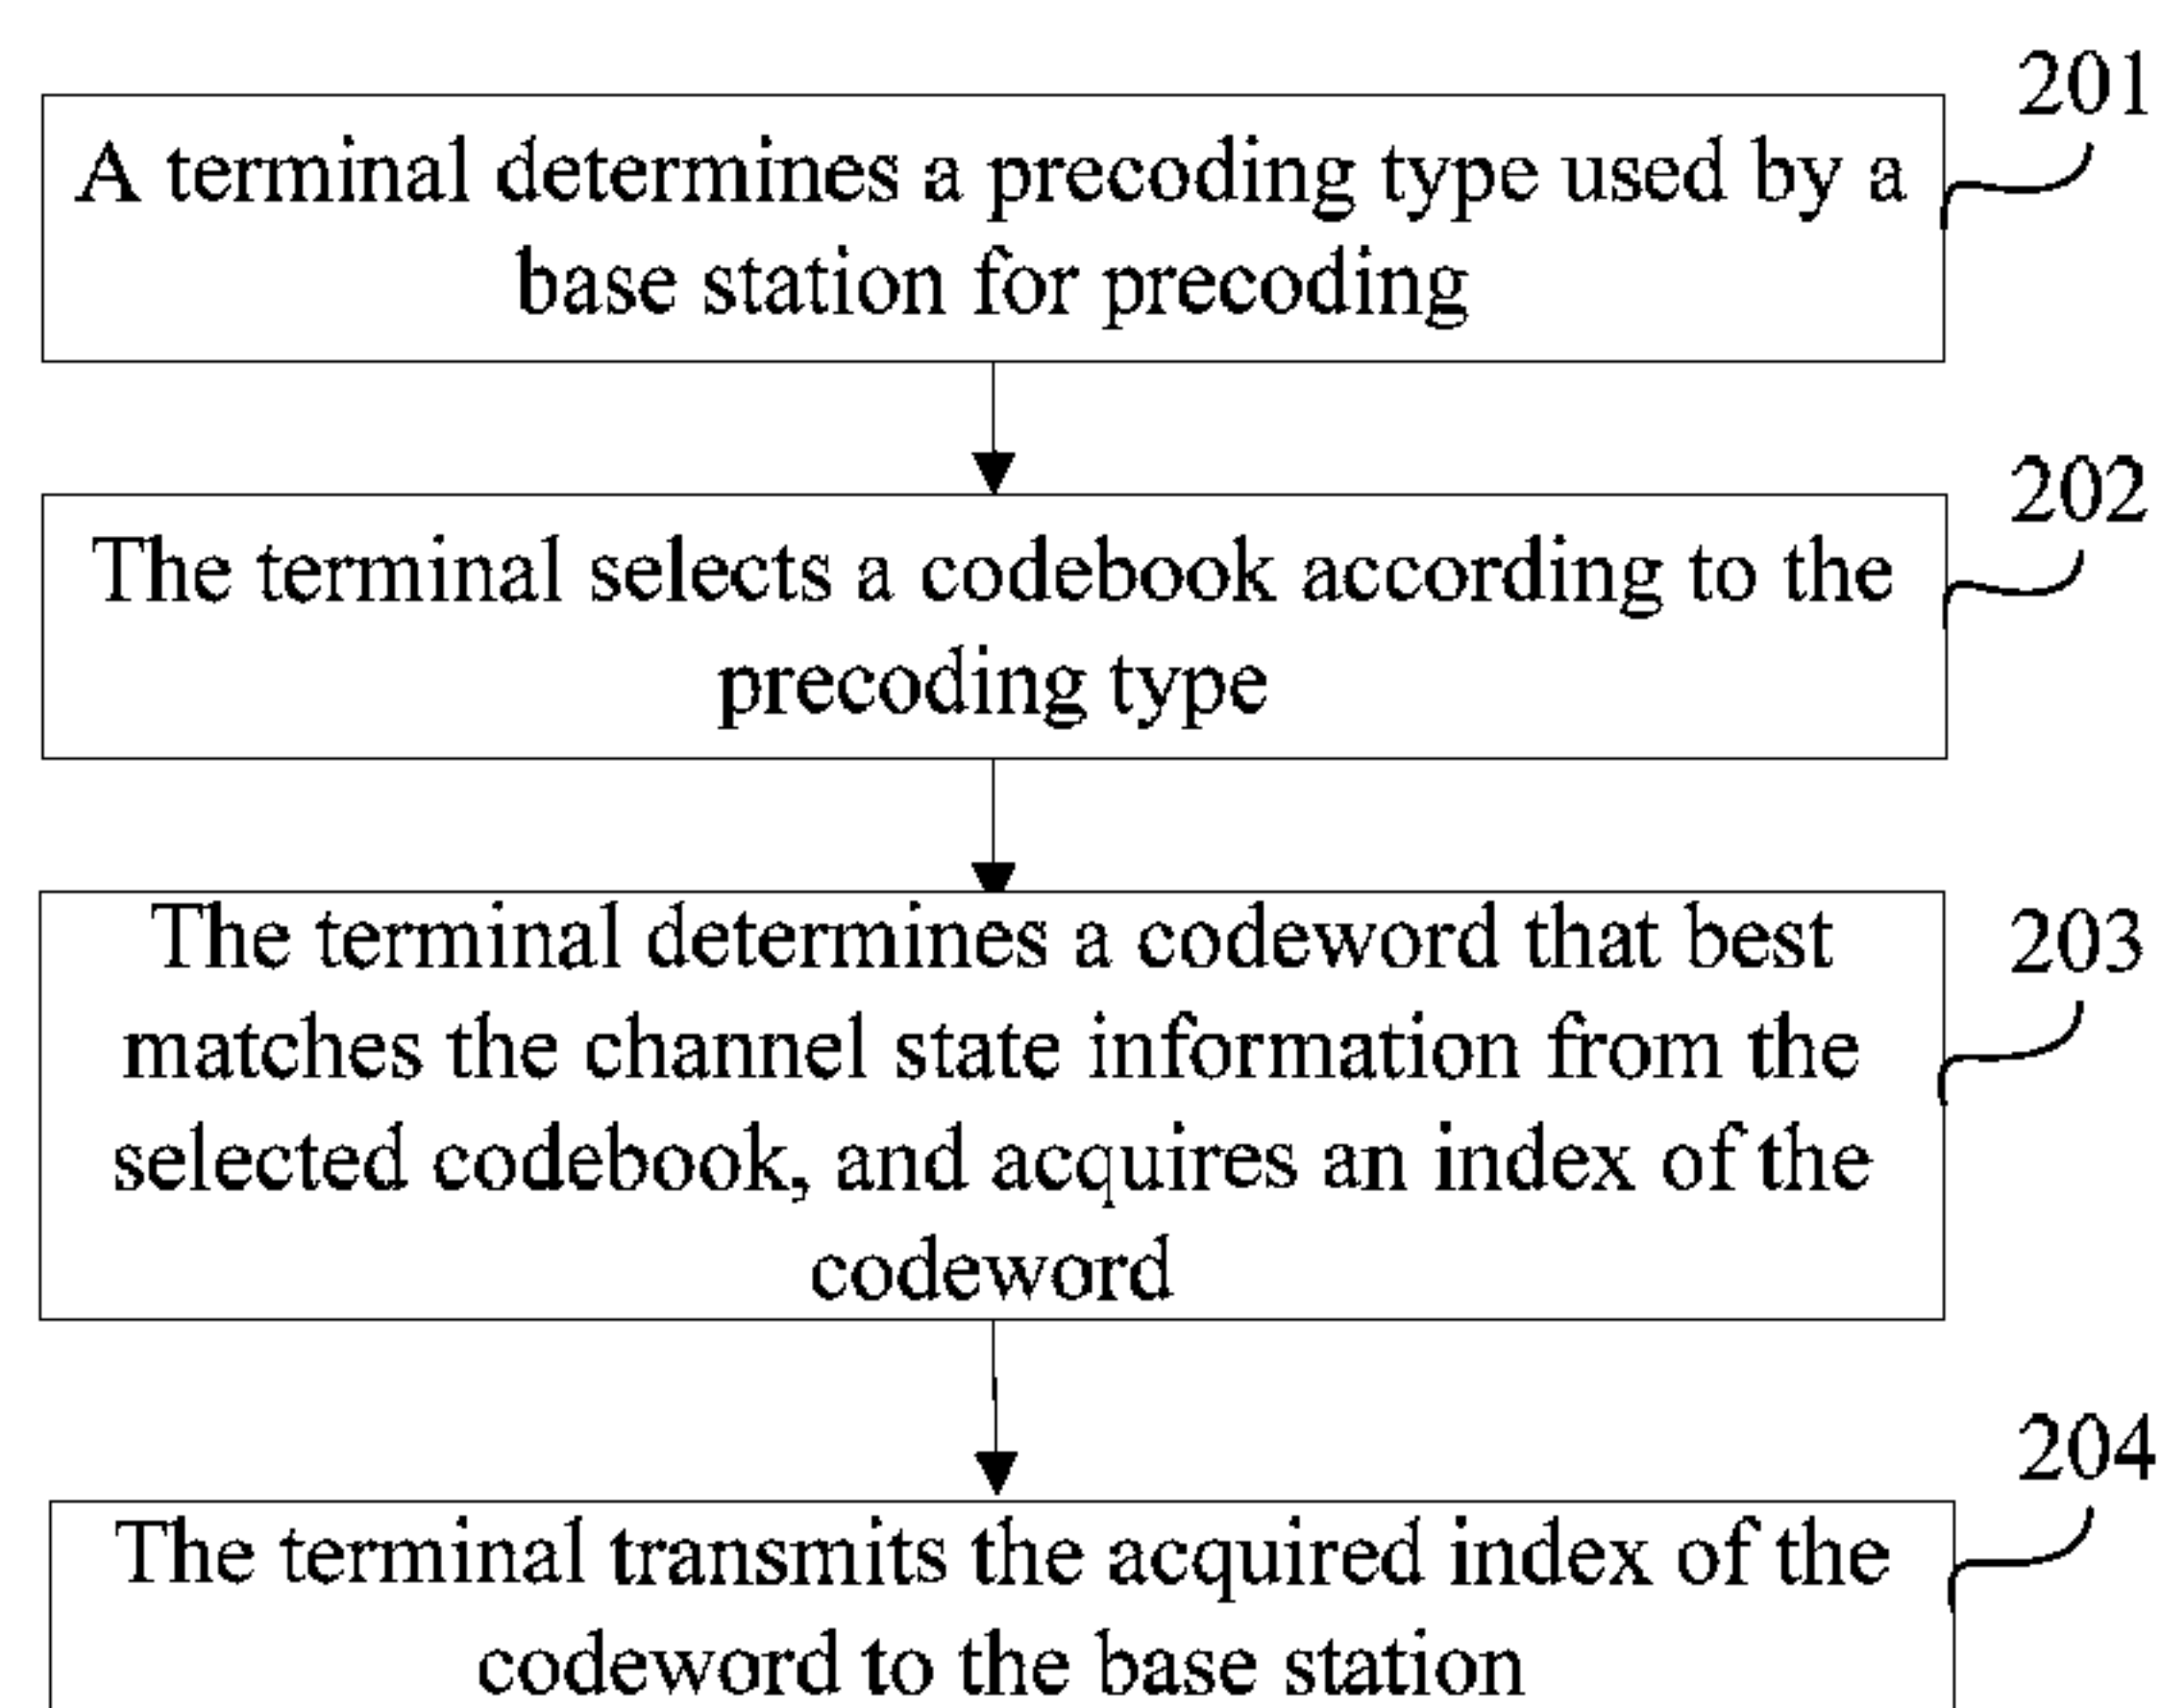 201
A terminal determines a precoding type used by a
base station for precoding
202
The terminal selects a codebook according to the
precoding type
203
The terminal determines a codeword that best
matches the channel state information from the
selected codebook, and acquires an index of the
codeword
204
The terminal transmits the acquired index of the
codeword to the base station